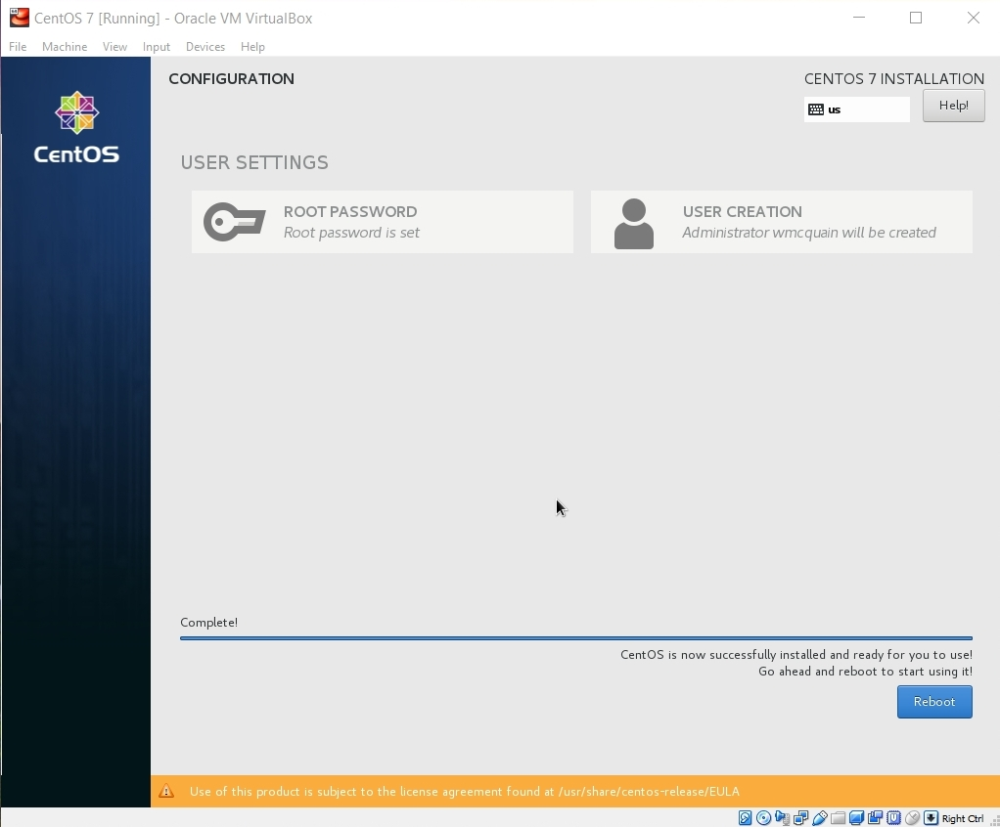 CentOS 7 [Running] - Oracle VM VirtualBox
File Machine View Input Devices Help
CentOS
CONFIGURATION
CENTOS 7 INSTALLATION
us
Help!
USER SETTINGS
ROOT PASSWORD
Root password is set
USER CREATION
Administrator wmcquain will be created
Complete!
CentOS is now successfully installed and ready for you to use!
Go ahead and reboot to start using it!
Reboot
Use of this product is subject to the license agreement found at /usr/share/centos-release/EULA
Right Ctrl